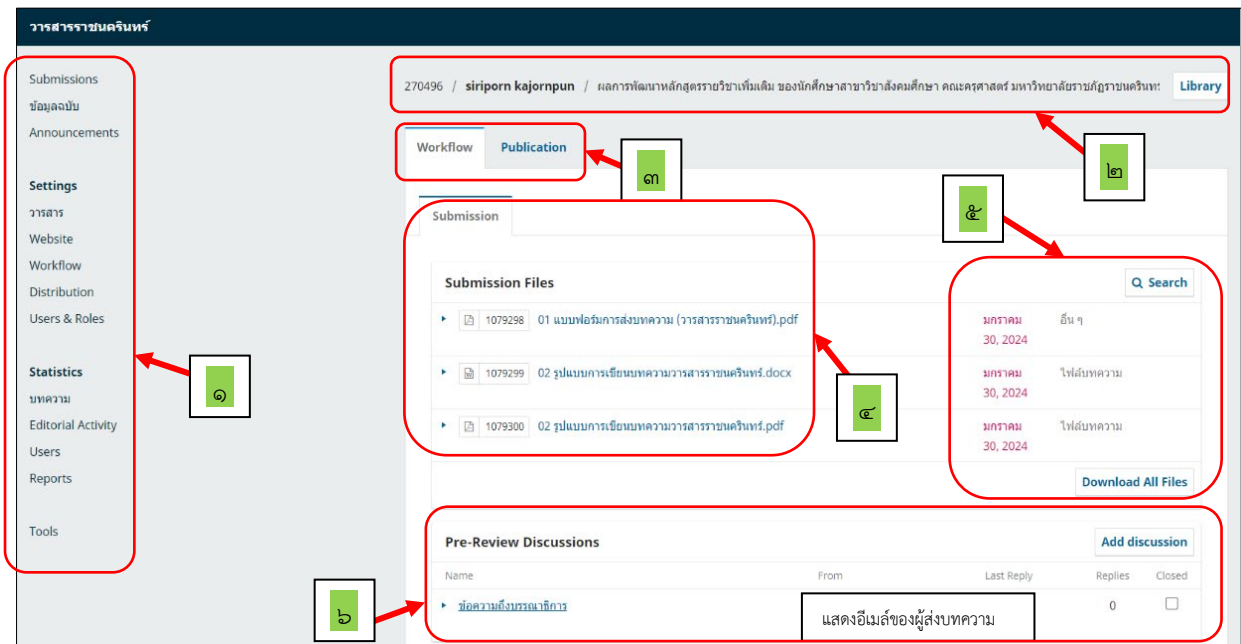 วารสารราชนครินทร์
Submissions
ข้อมูลฉบับ
Announcements
Settings
วารสาร
Website
Workflow
Distribution
Users & Roles
Statistics
บทความ
Editorial Activity
Users
Reports
Tools
๑
270496 / siriporn kajornpun / ผลการพัฒนาหลักสูตรรายวิชาเพิ่มเติม ของนักศึกษาสาขาวิชาสังคมศึกษา คณะครุศาสตร์ มหาวิทยาลัยราชภัฏราชนครินทร Library
๒
Workflow Publication
๓
Submission
๕
Submission Files Search
1079298 01 แบบฟอร์มการส่งบทความ (วารสารราชนครินทร์).pdf มกราคม อื่น ๆ
30, 2024
1079299 02 รูปแบบการเขียนบทความวารสารราชนครินทร์.docx มกราคม ไฟล์บทความ
30, 2024
๔
1079300 02 รูปแบบการเขียนบทความวารสารราชนครินทร์.pdf มกราคม ไฟล์บทความ
30, 2024
Download All Files
Pre-Review Discussions Add discussion
Name From Last Reply Replies Closed
ข้อความถึงบรรณาธิการ แสดงอีเมล์ของผู้ส่งบทความ 0
๖